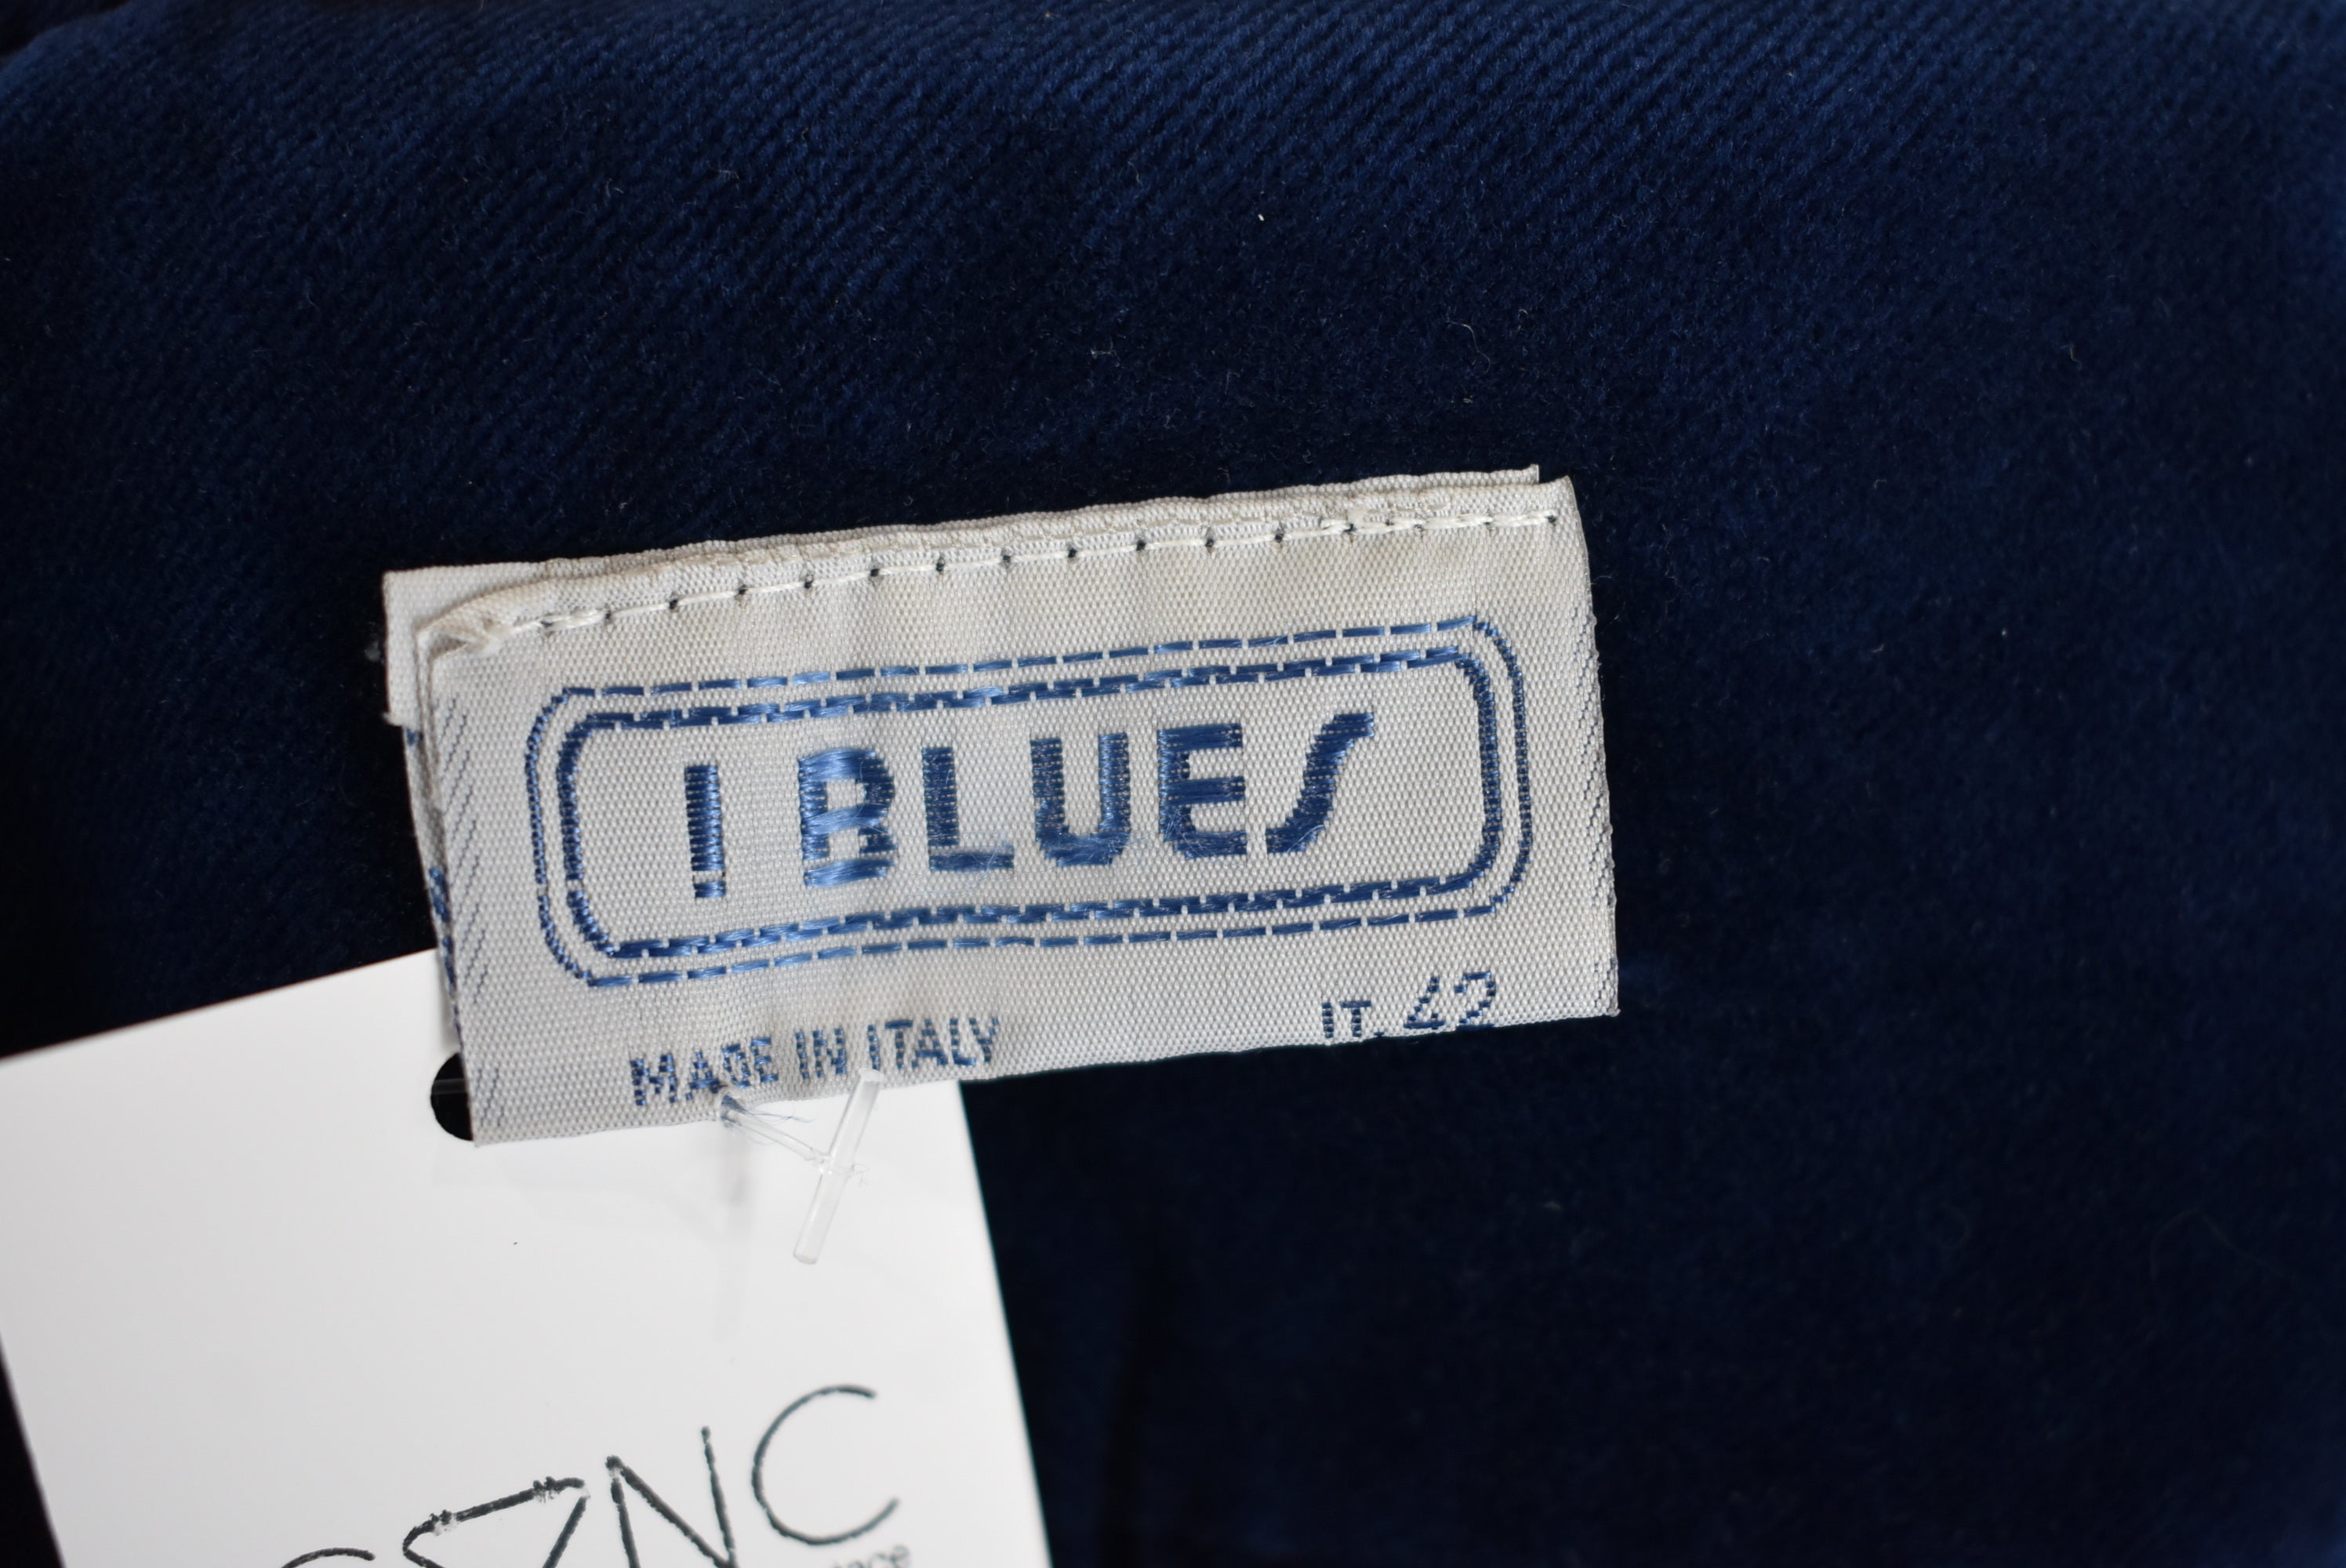 I BLUES
MADE IN ITALY
IT. 42